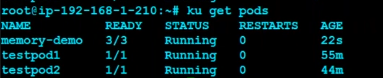 root@ip-192-168-1-210:~# ku get pods
NAME READY STATUS RESTARTS AGE
memory-demo 3/3 Running 0 22s
testpod1 1/1 Running 0 55m
testpod2 1/1 Running 0 44m